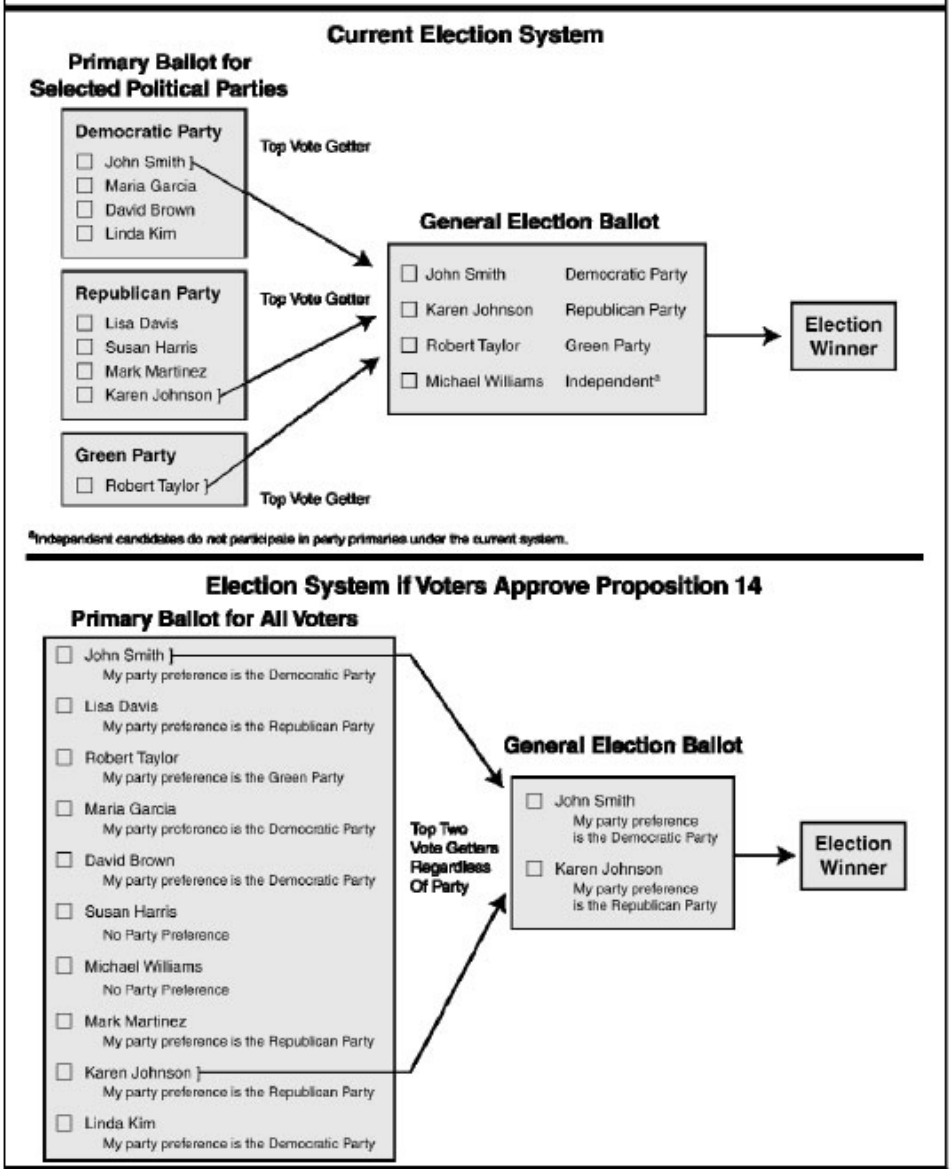 Current Election System
Primary Ballot for
Selected Political Parties
Democratic Party
John Smith
Maria Garcia
David Brown
Linda Kim
Top Vote Getter
Republican Party
Lisa Davis
Susan Harris
Mark Martinez
Karen Johnson
Top Vote Getter
Green Party
Robert Taylor
Top Vote Getter
General Election Ballot
John Smith Democratic Party
Karen Johnson Republican Party
Robert Taylor Green Party
Michael Williams Independentᵃ
Election
Winner
ᵃIndependent candidates do not participate in party primaries under the current system.
Election System if Voters Approve Proposition 14
Primary Ballot for All Voters
John Smith
My party preference is the Democratic Party
Lisa Davis
My party preference is the Republican Party
Robert Taylor
My party preference is the Green Party
Maria Garcia
My party preference is the Democratic Party
David Brown
My party preference is the Democratic Party
Susan Harris
No Party Preference
Michael Williams
No Party Preference
Mark Martinez
My party preference is the Republican Party
Karen Johnson
My party preference is the Republican Party
Linda Kim
My party preference is the Democratic Party
Top Two
Vote Getters
Regardless
Of Party
General Election Ballot
John Smith
My party preference
is the Democratic Party
Karen Johnson
My party preference
is the Republican Party
Election
Winner